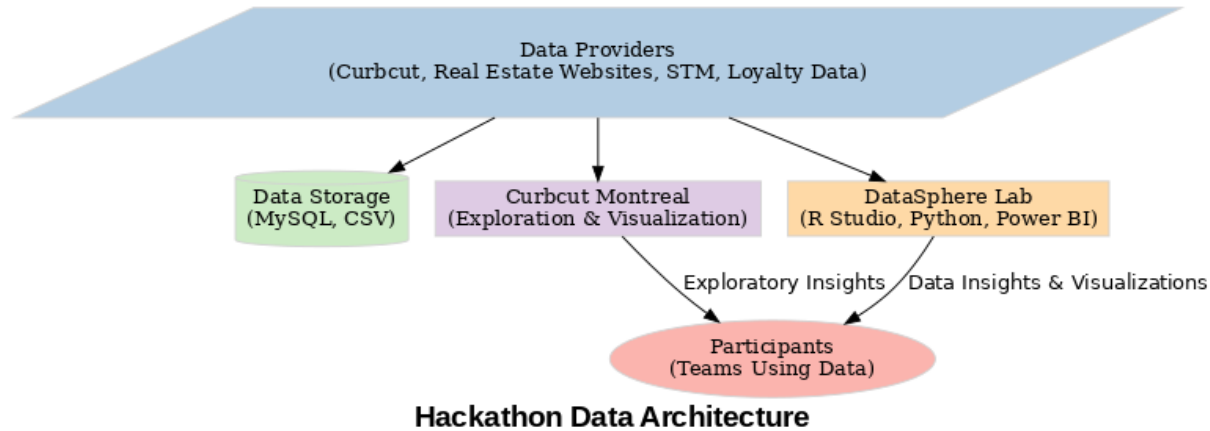 Data Providers
(Curbcut, Real Estate Websites, STM, Loyalty Data)
Data Storage
(MySQL, CSV)
Curbcut Montreal
(Exploration & Visualization)
DataSphere Lab
(R Studio, Python, Power BI)
Exploratory Insights
Data Insights & Visualizations
Participants
(Teams Using Data)
Hackathon Data Architecture